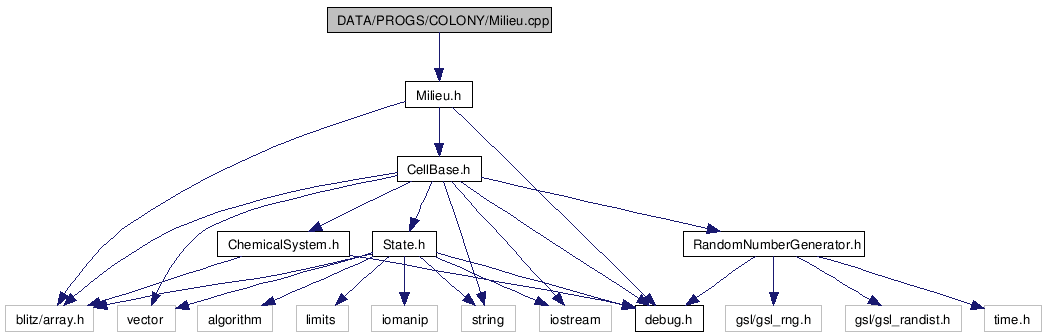 DATA/PROGS/COLONY/Milieu.cpp
Milieu.h
CellBase.h
ChemicalSystem.h
State.h
RandomNumberGenerator.h
blitz/array.h
vector
algorithm
limits
iomanip
string
iostream
debug.h
gsl/gsl_rng.h
gsl/gsl_randist.h
time.h